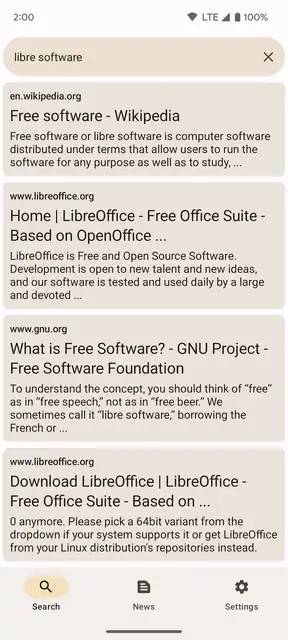 2:00
LTE 100%
libre software
en.wikipedia.org
Free software - Wikipedia
Free software or libre software is computer software
distributed under terms that allow users to run the
software for any purpose as well as to study, ...
www.libreoffice.org
Home | LibreOffice - Free Office Suite -
Based on OpenOffice ...
LibreOffice is Free and Open Source Software.
Development is open to new talent and new ideas,
and our software is tested and used daily by a large
and devoted ...
www.gnu.org
What is Free Software? - GNU Project -
Free Software Foundation
To understand the concept, you should think of “free”
as in “free speech,” not as in “free beer.” We
sometimes call it “libre software,” borrowing the
French or ...
www.libreoffice.org
Download LibreOffice | LibreOffice -
Free Office Suite - Based on ...
0 anymore. Please pick a 64bit variant from the
dropdown if your system supports it or get LibreOffice
from your Linux distribution's repositories instead.
Search News Settings